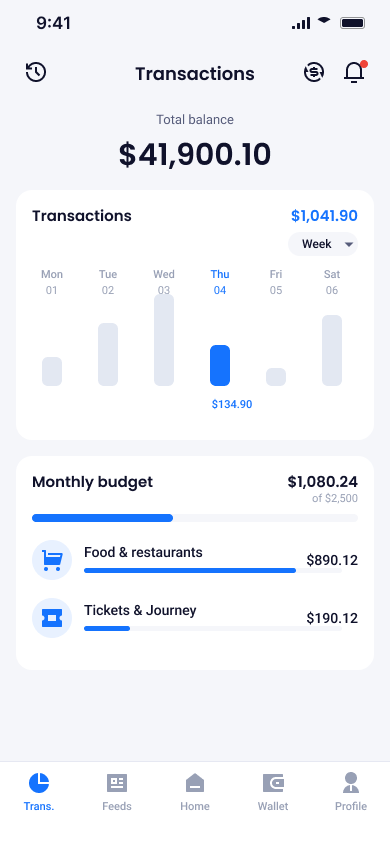 9:41
Transactions
Total balance
$41,900.10
Transactions
$1,041.90
Week
Mon Tue Wed Thu Fri Sat
01 02 03 04 05 06
$134.90
Monthly budget
$1,080.24
of $2,500
Food & restaurants
$890.12
Tickets & Journey
$190.12
Trans. Feeds Home Wallet Profile